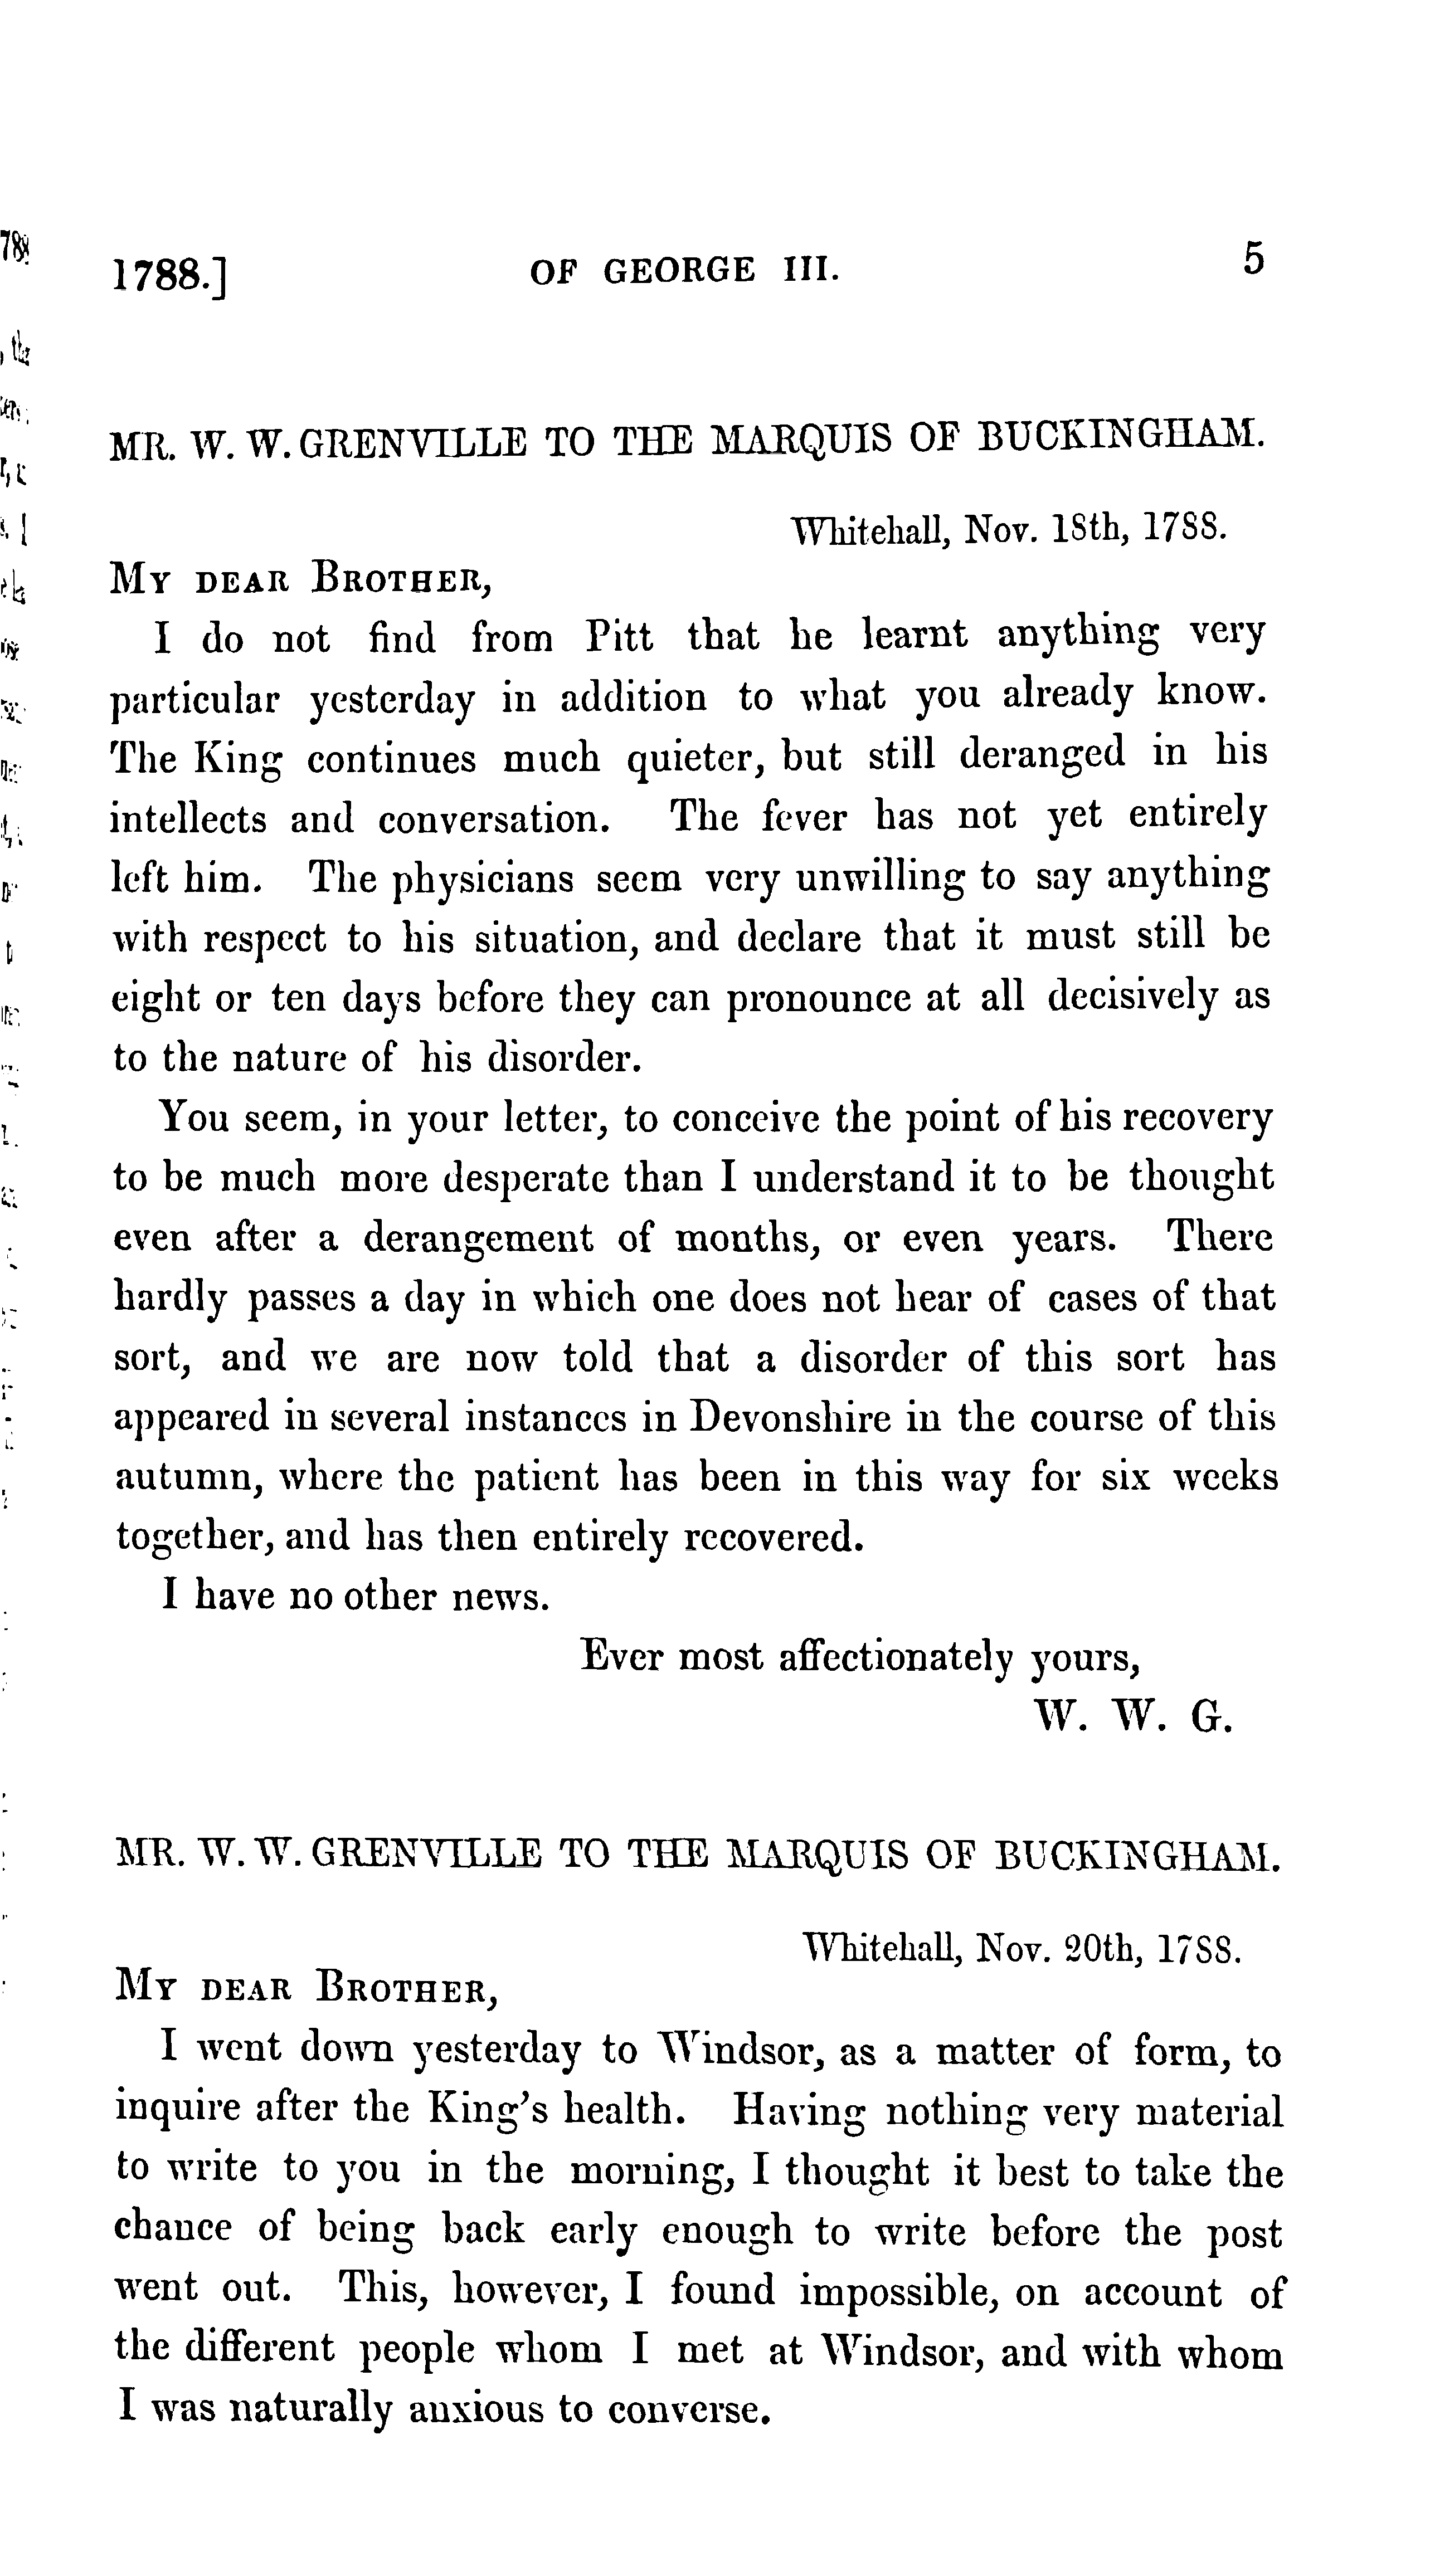 1788.] OF GEORGE III. 5
MR. W. W. GRENVILLE TO THE MARQUIS OF BUCKINGHAM.
Whitehall, Nov. 18th, 1788.
MY DEAR BROTHER,
I do not find from Pitt that he learnt anything very
particular yesterday in addition to what you already know.
The King continues much quieter, but still deranged in his
intellects and conversation. The fever has not yet entirely
left him. The physicians seem very unwilling to say anything
with respect to his situation, and declare that it must still be
eight or ten days before they can pronounce at all decisively as
to the nature of his disorder.
You seem, in your letter, to conceive the point of his recovery
to be much more desperate than I understand it to be thought
even after a derangement of months, or even years. There
hardly passes a day in which one does not hear of cases of that
sort, and we are now told that a disorder of this sort has
appeared in several instances in Devonshire in the course of this
autumn, where the patient has been in this way for six weeks
together, and has then entirely recovered.
I have no other news.
Ever most affectionately yours,
W. W. G.
MR. W. W. GRENVILLE TO THE MARQUIS OF BUCKINGHAM.
Whitehall, Nov. 20th, 1788.
MY DEAR BROTHER,
I went down yesterday to Windsor, as a matter of form, to
inquire after the King's health. Having nothing very material
to write to you in the morning, I thought it best to take the
chance of being back early enough to write before the post
went out. This, however, I found impossible, on account of
the different people whom I met at Windsor, and with whom
I was naturally anxious to converse.